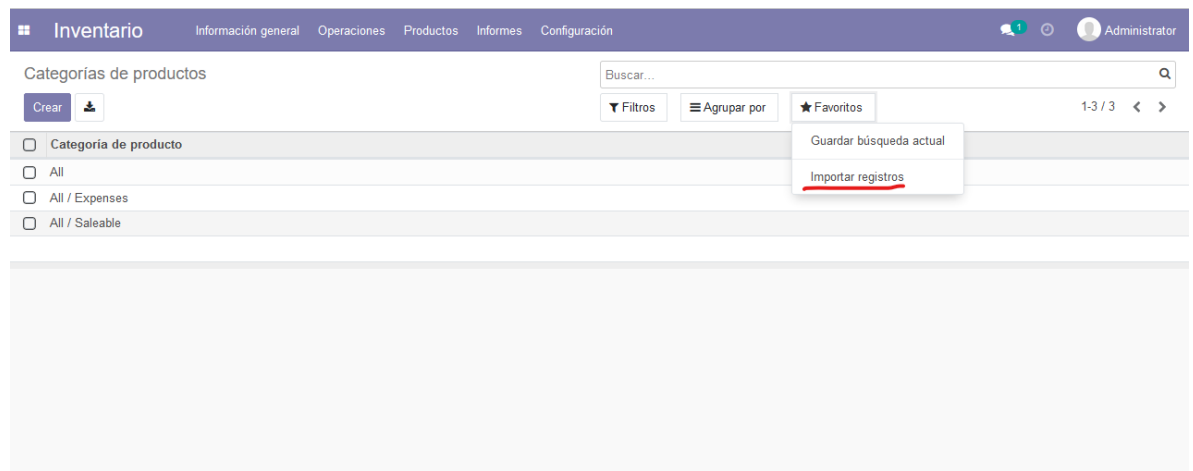 Inventario Información general Operaciones Productos Informes Configuración 1 Administrator
Categorías de productos Buscar...
Crear Filtros Agrupar por Favoritos 1-3 / 3
Guardar búsqueda actual
Categoría de producto
Importar registros
All
All / Expenses
All / Saleable